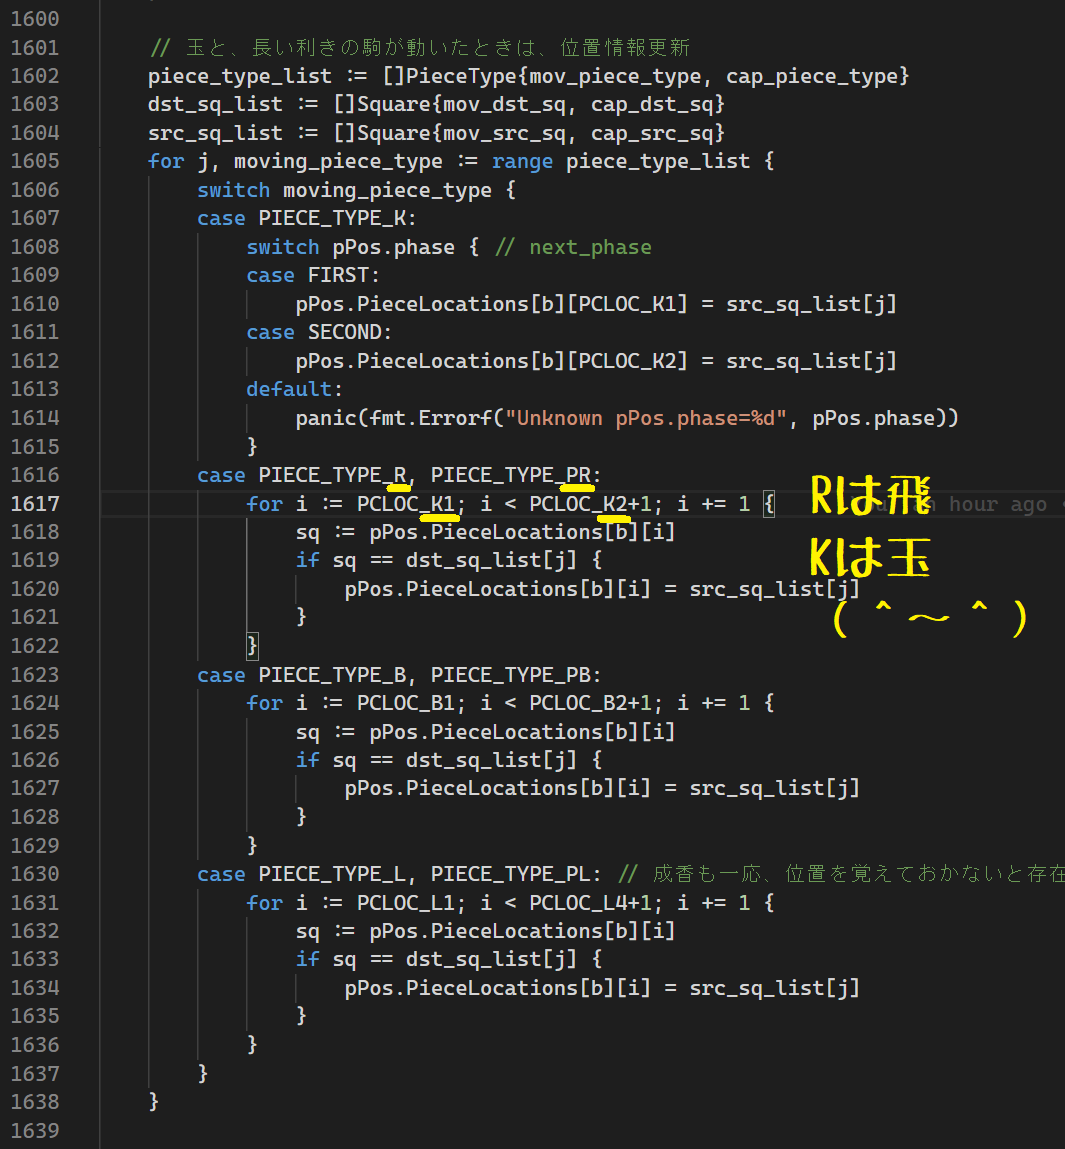 1600
1601 // 玉と、長い利きの駒が動いたときは、位置情報更新
1602 piece_type_list := []PieceType{mov_piece_type, cap_piece_type}
1603 dst_sq_list := []Square{mov_dst_sq, cap_dst_sq}
1604 src_sq_list := []Square{mov_src_sq, cap_src_sq}
1605 for j, moving_piece_type := range piece_type_list {
1606 switch moving_piece_type {
1607 case PIECE_TYPE_K:
1608 switch pPos.phase { // next_phase
1609 case FIRST:
1610 pPos.PieceLocations[b][PCLOC_K1] = src_sq_list[j]
1611 case SECOND:
1612 pPos.PieceLocations[b][PCLOC_K2] = src_sq_list[j]
1613 default:
1614 panic(fmt.Errorf("Unknown pPos.phase=%d", pPos.phase))
1615 }
1616 case PIECE_TYPE_R, PIECE_TYPE_PR:
1617 for i := PCLOC_K1; i < PCLOC_K2+1; i += 1 { hour ago
Rは飛
1618 sq := pPos.PieceLocations[b][i]
1619 if sq == dst_sq_list[j] {
Kは玉
1620 pPos.PieceLocations[b][i] = src_sq_list[j]
1621 }
( ^ ～ ^ )
1622 }
1623 case PIECE_TYPE_B, PIECE_TYPE_PB:
1624 for i := PCLOC_B1; i < PCLOC_B2+1; i += 1 {
1625 sq := pPos.PieceLocations[b][i]
1626 if sq == dst_sq_list[j] {
1627 pPos.PieceLocations[b][i] = src_sq_list[j]
1628 }
1629 }
1630 case PIECE_TYPE_L, PIECE_TYPE_PL: // 成香も一応、位置を覚えておかないと存在
1631 for i := PCLOC_L1; i < PCLOC_L4+1; i += 1 {
1632 sq := pPos.PieceLocations[b][i]
1633 if sq == dst_sq_list[j] {
1634 pPos.PieceLocations[b][i] = src_sq_list[j]
1635 }
1636 }
1637 }
1638 }
1639